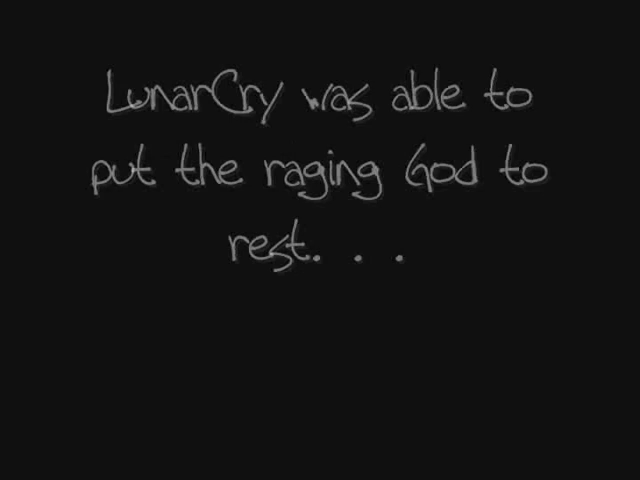 LunarCry was able to
put the raging God to
rest. . .